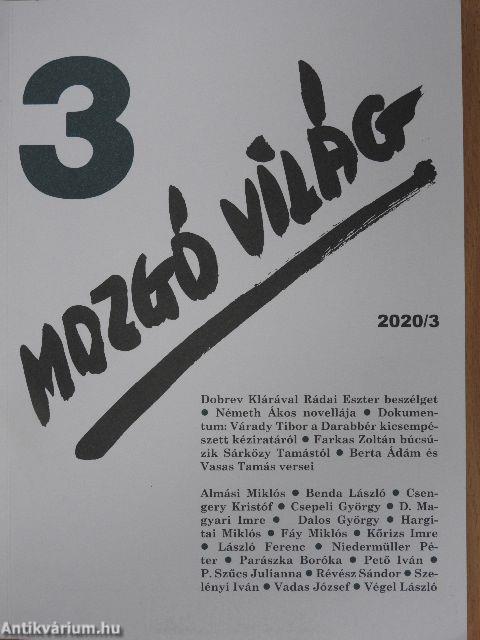 3
MOZGÓ VILÁG
2020/3
Dobrev Klárával Rádai Eszter beszélget
● Németh Ákos novellája ● Dokumen-
tum: Várady Tibor a Darabbér kicsempé-
szett kéziratáról ● Farkas Zoltán búcsú-
zik Sárközy Tamástól ● Berta Ádám és
Vasas Tamás versei
Almási Miklós ● Benda László ● Csen-
gery Kristóf ● Csepeli György ● D. Ma-
gyari Imre ● Dalos György ● Hargi-
tai Miklós ● Fáy Miklós ● Kőrizs Imre
● László Ferenc ● Niedermüller Pé-
ter ● Parászka Boróka ● Pető Iván ●
P. Szűcs Julianna ● Révész Sándor ● Sze-
lényi Iván ● Vadas József ● Végel László
Antikvárium.hu